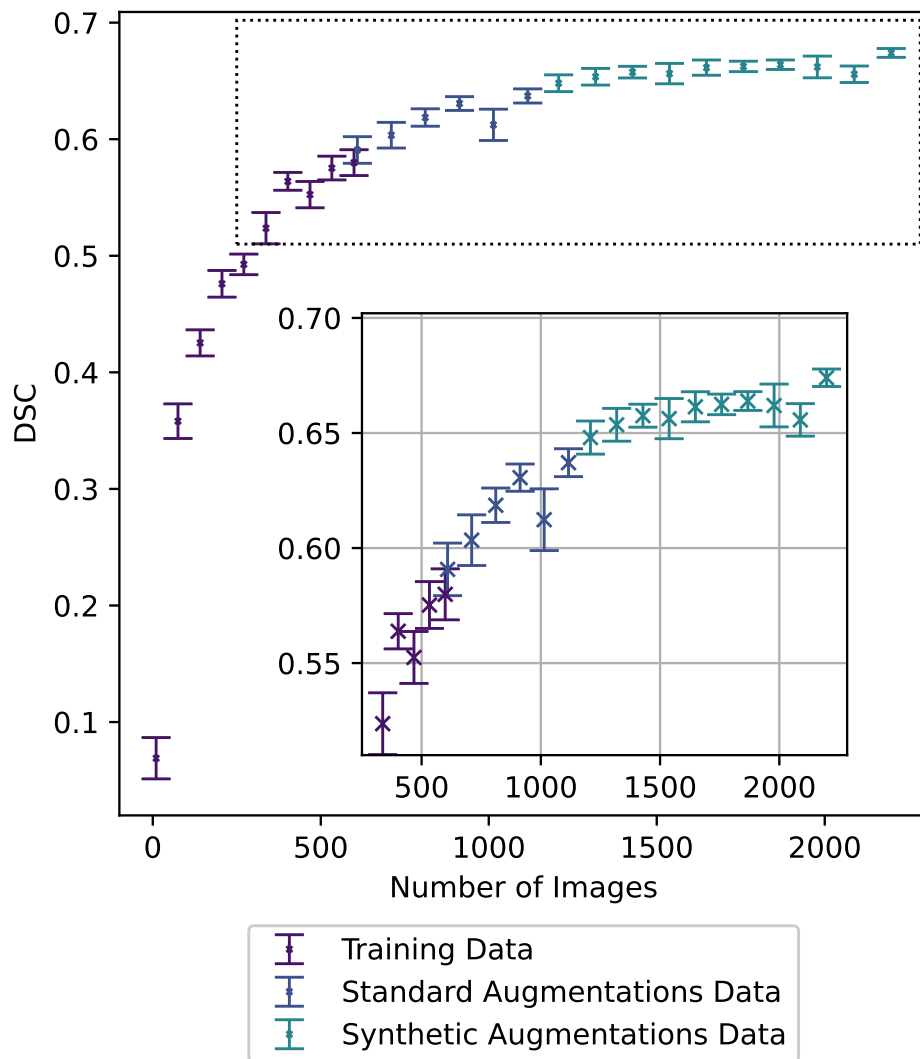 0.7
0.6
0.5
0.4
0.3
0.2
0.1
DSC
0.70
0.65
0.60
0.55
500 1000 1500 2000
0 500 1000 1500 2000
Number of Images
Training Data
Standard Augmentations Data
Synthetic Augmentations Data